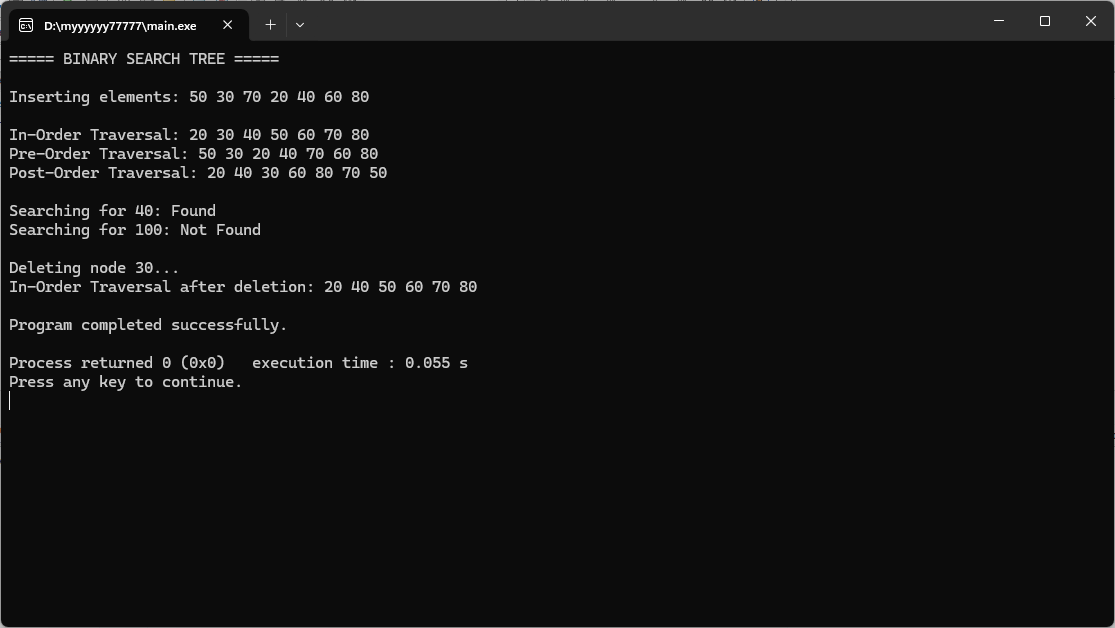 D:\myyyyyy77777\main.exe
===== BINARY SEARCH TREE =====
Inserting elements: 50 30 70 20 40 60 80
In-Order Traversal: 20 30 40 50 60 70 80
Pre-Order Traversal: 50 30 20 40 70 60 80
Post-Order Traversal: 20 40 30 60 80 70 50
Searching for 40: Found
Searching for 100: Not Found
Deleting node 30...
In-Order Traversal after deletion: 20 40 50 60 70 80
Program completed successfully.
Process returned 0 (0x0)   execution time : 0.055 s
Press any key to continue.